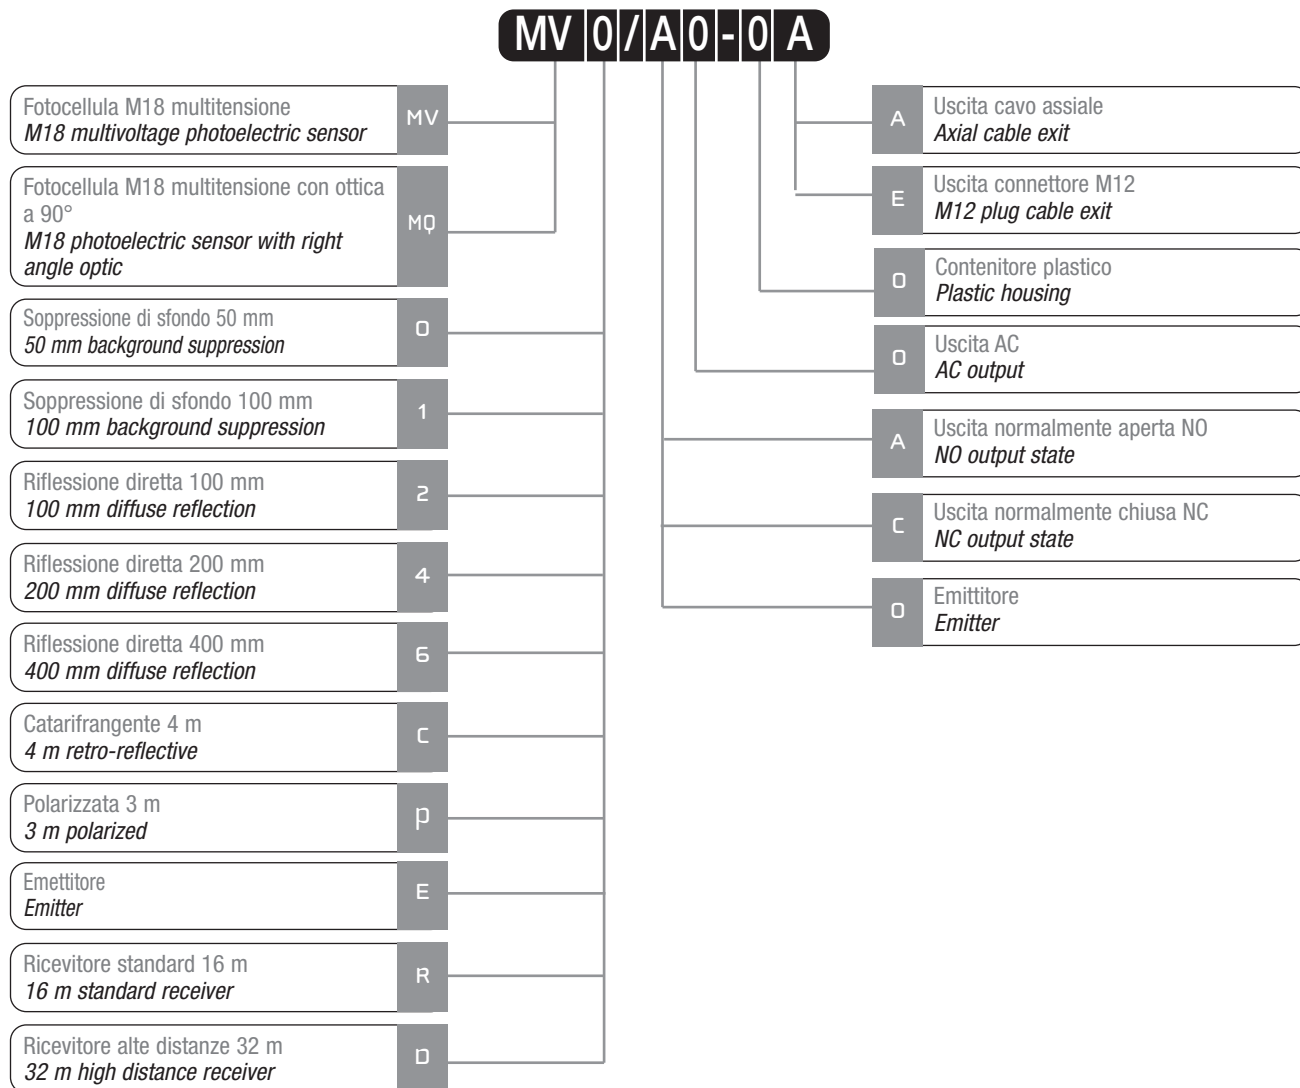 MV0/A0-0A
Fotocellula M18 multitensione
M18 multivoltage photoelectric sensor
MV
Fotocellula M18 multitensione con ottica
a 90°
M18 photoelectric sensor with right
angle optic
MQ
Soppressione di sfondo 50 mm
50 mm background suppression
0
Soppressione di sfondo 100 mm
100 mm background suppression
1
Riflessione diretta 100 mm
100 mm diffuse reflection
2
Riflessione diretta 200 mm
200 mm diffuse reflection
4
Riflessione diretta 400 mm
400 mm diffuse reflection
6
Catarifrangente 4 m
4 m retro-reflective
C
Polarizzata 3 m
3 m polarized
P
Emettitore
Emitter
E
Ricevitore standard 16 m
16 m standard receiver
R
Ricevitore alte distanze 32 m
32 m high distance receiver
D
A
Uscita cavo assiale
Axial cable exit
E
Uscita connettore M12
M12 plug cable exit
0
Contenitore plastico
Plastic housing
0
Uscita AC
AC output
A
Uscita normalmente aperta NO
NO output state
C
Uscita normalmente chiusa NC
NC output state
0
Emittitore
Emitter